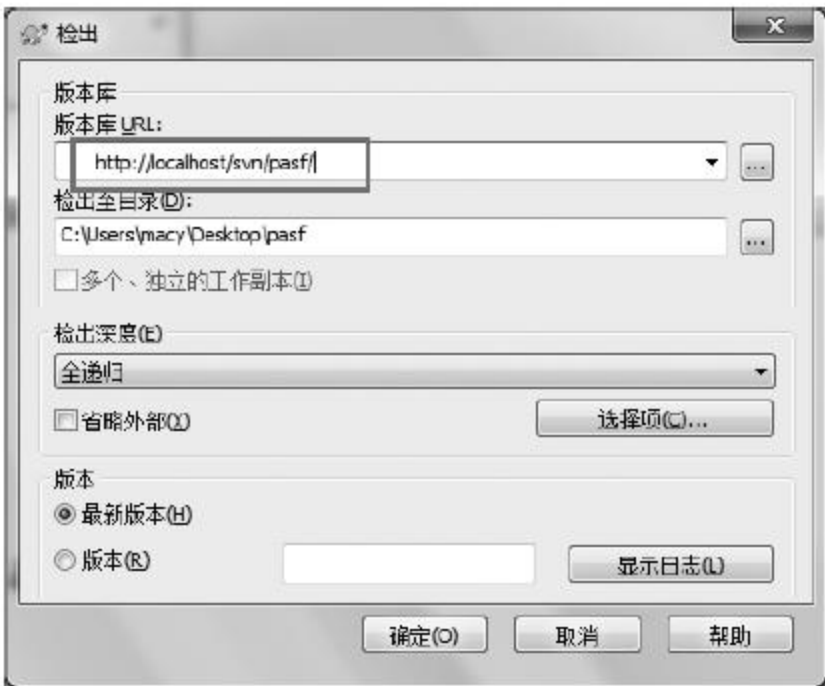 检出
版本库
版本库 URL:
http://localhost/svn/pasf/
...
检出至目录(D):
C:\Users\macy\Desktop\pasf
...
多个、独立的工作副本(I)
检出深度(E)
全递归
省略外部(X)
选择项(C)...
版本
最新版本(H)
版本(R)
显示日志(L)
确定(O)
取消
帮助